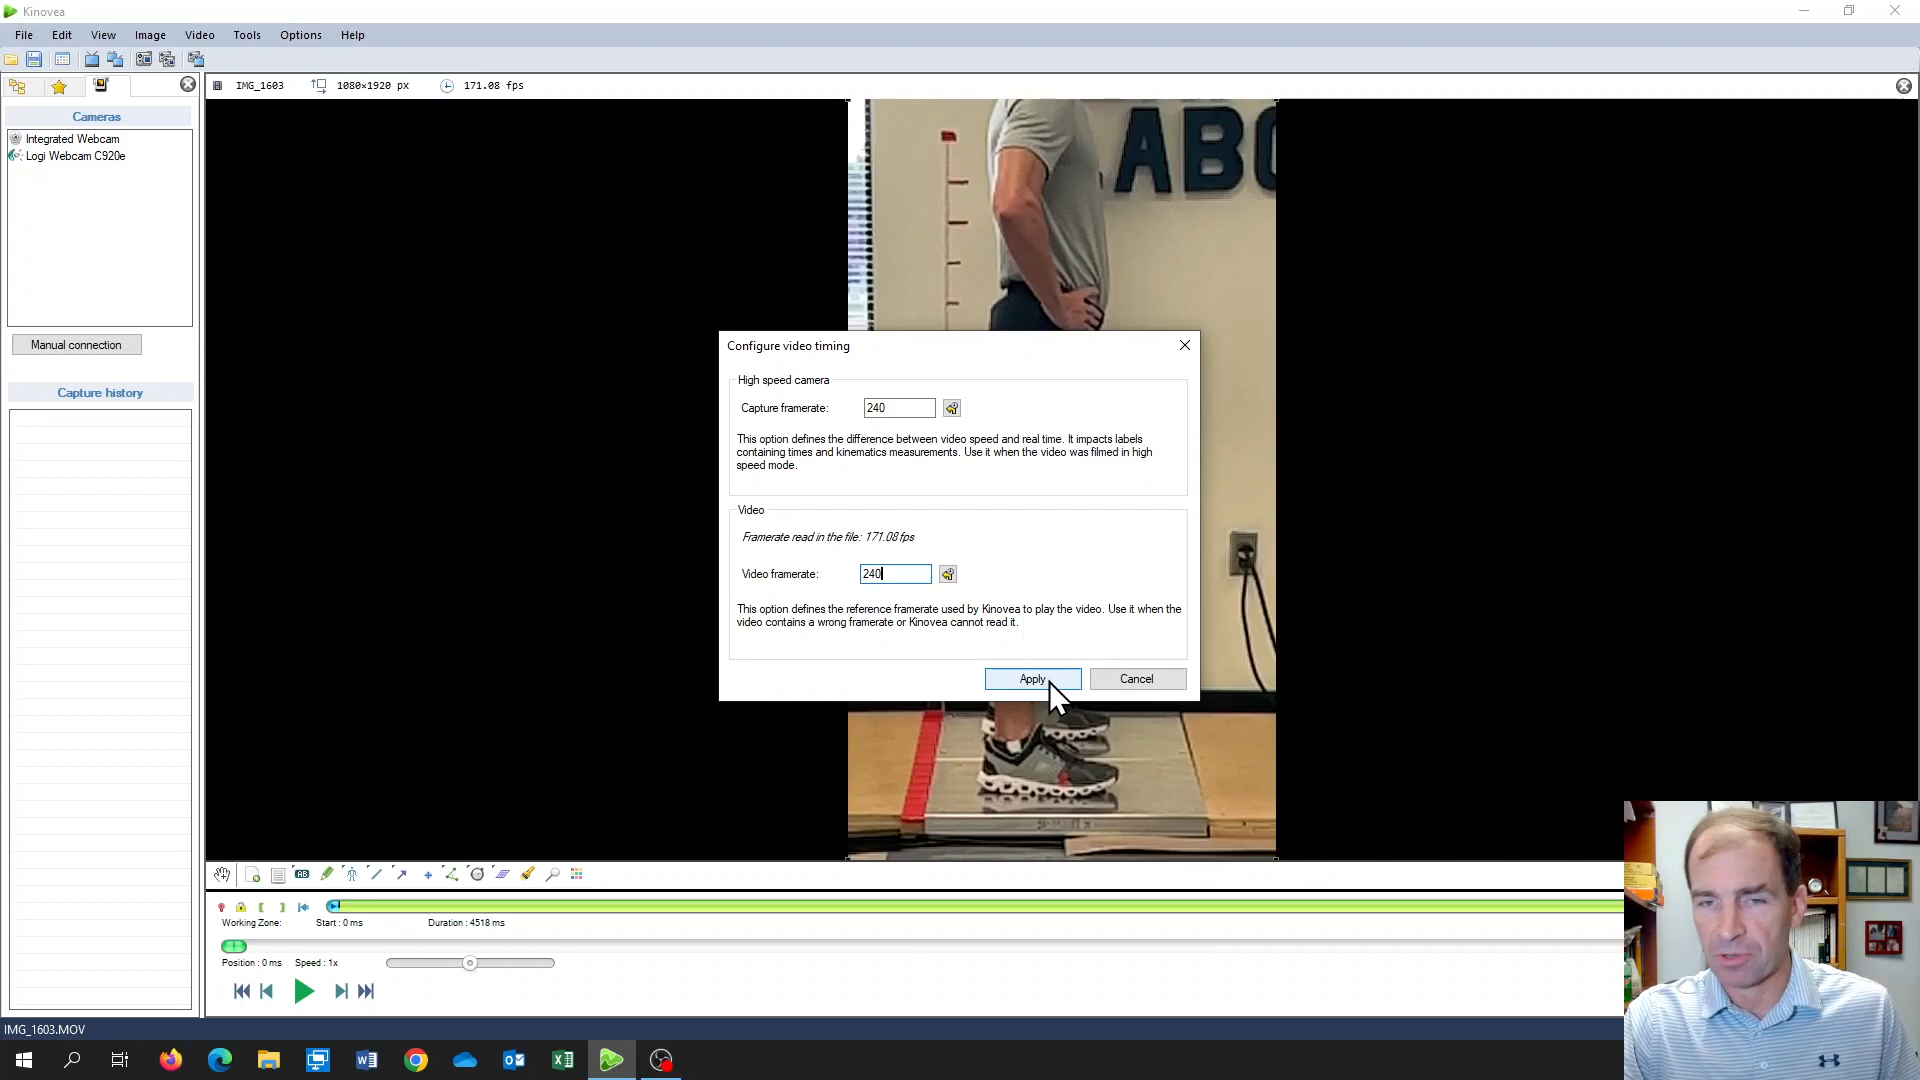 Kinovea
File Edit View Image Video Tools Options Help
IMG_1603 1080×1920 px 171.08 fps
Cameras
Integrated Webcam
Logi Webcam C920e
Manual connection
Capture history
ABC
Configure video timing
High speed camera
Capture framerate: 240
This option defines the difference between video speed and real time. It impacts labels
containing times and kinematics measurements. Use it when the video was filmed in high
speed mode.
Video
Framerate read in the file: 171.08 fps
Video framerate: 240
This option defines the reference framerate used by Kinovea to play the video. Use it when the
video contains a wrong framerate or Kinovea cannot read it.
Apply Cancel
AB
Working Zone: Start : 0 ms Duration : 4518 ms
Position : 0 ms Speed : 1x
IMG_1603.MOV